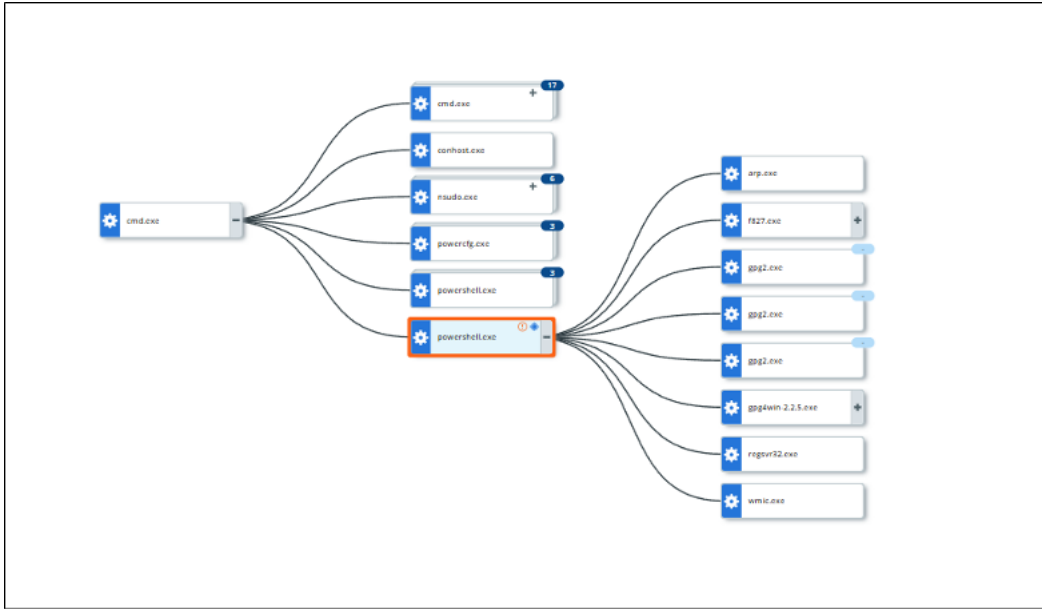 17
cmd.exe
conhost.exe
6
nsudo.exe
3
powercfg.exe
3
powershell.exe
powershell.exe
cmd.exe
arp.exe
f827.exe
gpg2.exe
gpg2.exe
gpg2.exe
gpg4win-2.2.5.exe
regsvr32.exe
wmic.exe